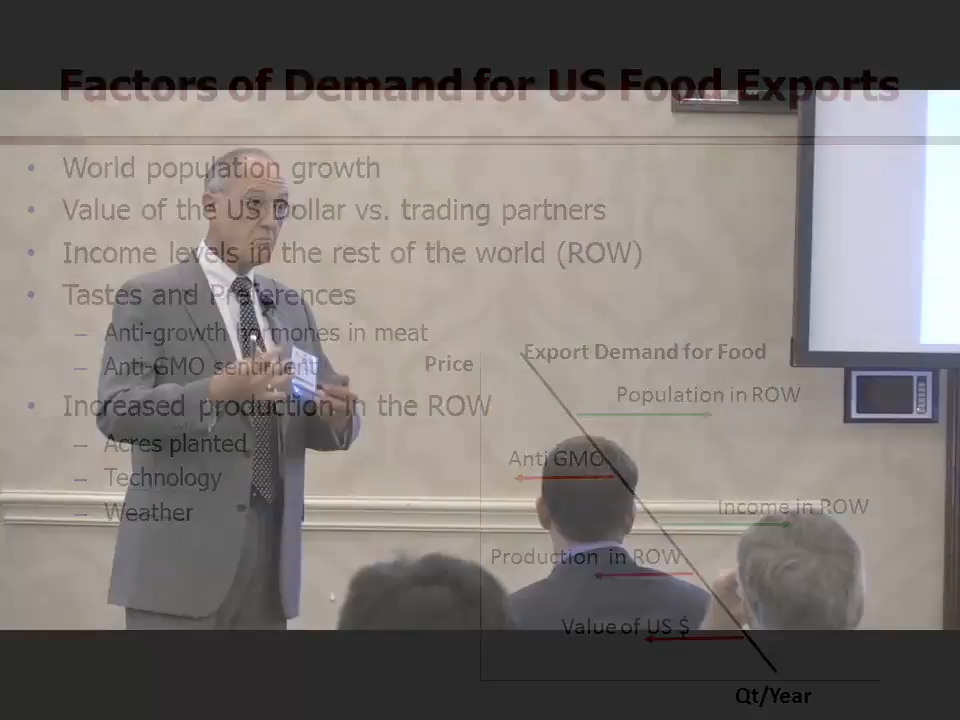 Factors of Demand for US Food Exports
• World population growth
• Value of the US Dollar vs. trading partners
• Income levels in the rest of the world (ROW)
• Tastes and Preferences
– Anti-growth hormones in meat
– Anti-GMO sentiment
• Increased production in the ROW
– Acres planted
– Technology
– Weather
Price
Export Demand for Food
Population in ROW
Anti GMO
Income in ROW
Production in ROW
Value of US $
Qt/Year